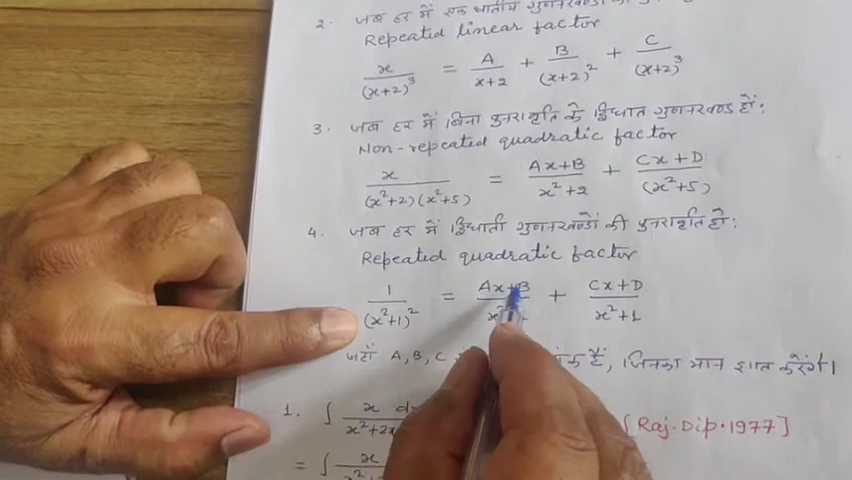 2. जब हर में एक घातीय गुणनखण्डों की
Repeated linear factor
x/(x+2)³ = A/(x+2) + B/(x+2)² + C/(x+2)³
3. जब हर में बिना पुनरावृति के द्विघात गुणनखण्ड हों:
Non-repeated quadratic factor
x/((x²+2)(x²+5)) = (Ax+B)/(x²+2) + (Cx+D)/(x²+5)
4. जब हर में द्विघाती गुणनखण्डों की पुनरावृति हो:
Repeated quadratic factor
1/(x²+1)² = (Ax+B)/x² + (Cx+D)/(x²+1)
जहाँ A, B, C हैं, जिनका मान ज्ञात करेंगे।
1. ∫ x d / x²+2x [Raj. Dip. 1977]
= ∫ x / x²